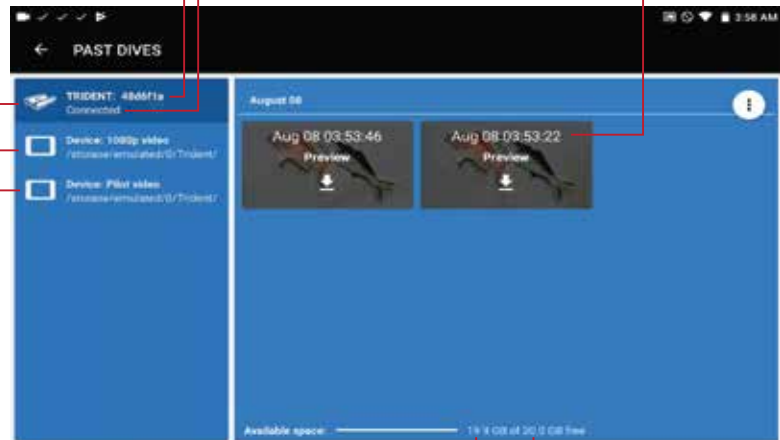 3:56 AM
PAST DIVES
TRIDENT: 48d6f1a
Connected
Device: 1080p video
/storage/emulated/0/Trident/
Device: Pilot video
/storage/emulated/0/Trident/
August 08
Aug 08 03:53:46
Preview
Aug 08 03:53:22
Preview
Available space:
19.9 GB of 20.0 GB free